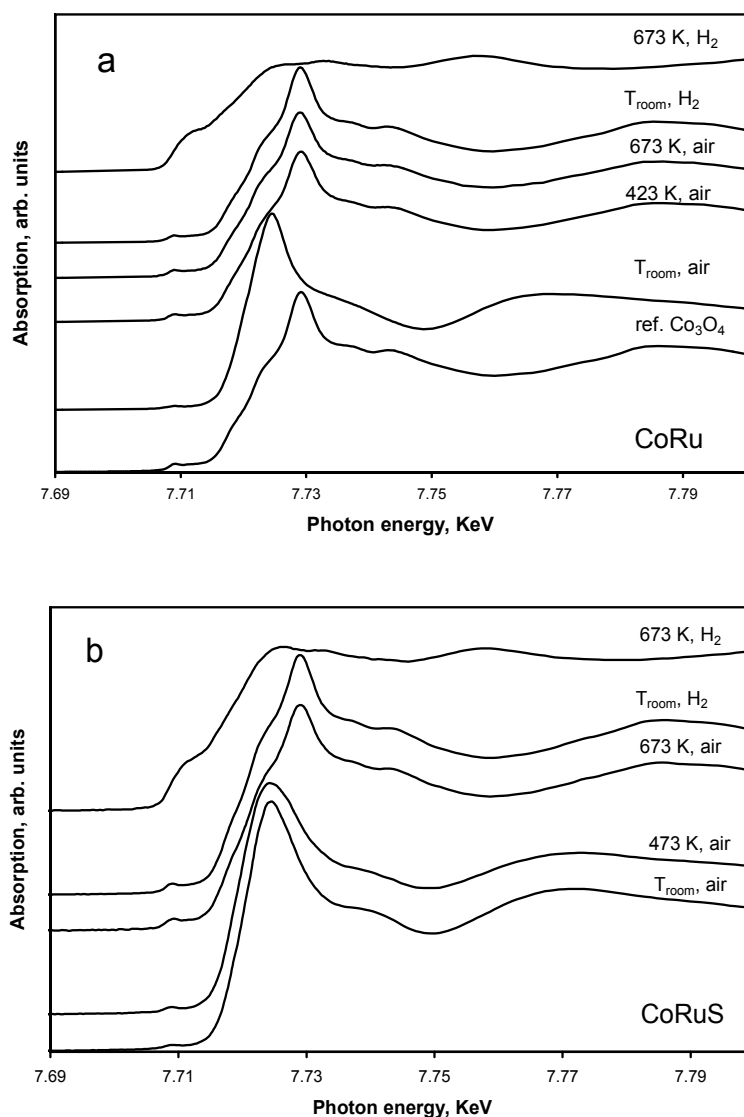 a
673 K, H₂
Tᵣₒₒₘ, H₂
673 K, air
423 K, air
Tᵣₒₒₘ, air
ref. Co₃O₄
CoRu
Absorption, arb. units
7.69 7.71 7.73 7.75 7.77 7.79
Photon energy, KeV
b
673 K, H₂
Tᵣₒₒₘ, H₂
673 K, air
473 K, air
Tᵣₒₒₘ, air
CoRuS
Absorption, arb. units
7.69 7.71 7.73 7.75 7.77 7.79
Photon energy, KeV